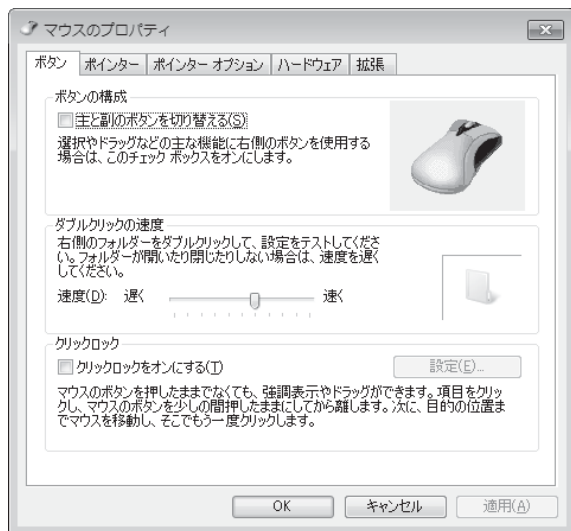 マウスのプロパティ
ボタン ポインター ポインター オプション ハードウェア 拡張
ボタンの構成
主と副のボタンを切り替える(S)
選択やドラッグなどの主な機能に右側のボタンを使用する
場合は、このチェック ボックスをオンにします。
ダブルクリックの速度
右側のフォルダーをダブルクリックして、設定をテストしてくださ
い。フォルダーが開いたり閉じたりしない場合は、速度を遅く
してください。
速度(D): 遅く 速く
クリックロック
クリックロックをオンにする(T) 設定(E)...
マウスのボタンを押したままでなくても、強調表示やドラッグができます。項目をクリッ
クし、マウスのボタンを少しの間押したままにしてから離します。次に、目的の位置ま
でマウスを移動し、そこでもう一度クリックします。
OK キャンセル 適用(A)